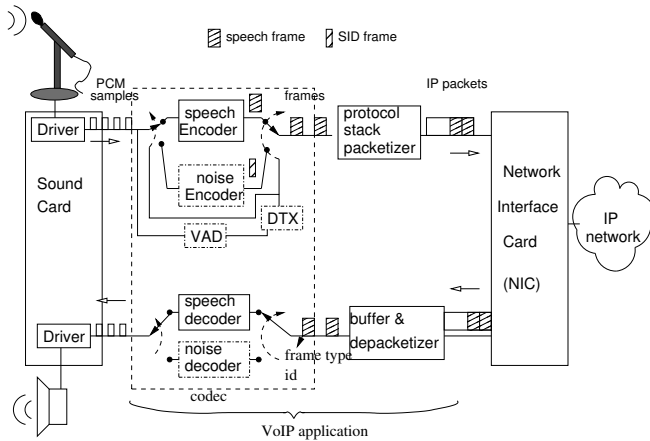 speech frame
SID frame
PCM
samples
frames
IP packets
Driver
speech
Encoder
protocol
stack
packetizer
noise
Encoder
Sound
Card
Network
Interface
Card
(NIC)
IP
network
VAD
DTX
Driver
speech
decoder
noise
decoder
buffer &
depacketizer
frame type
id
codec
VoIP application